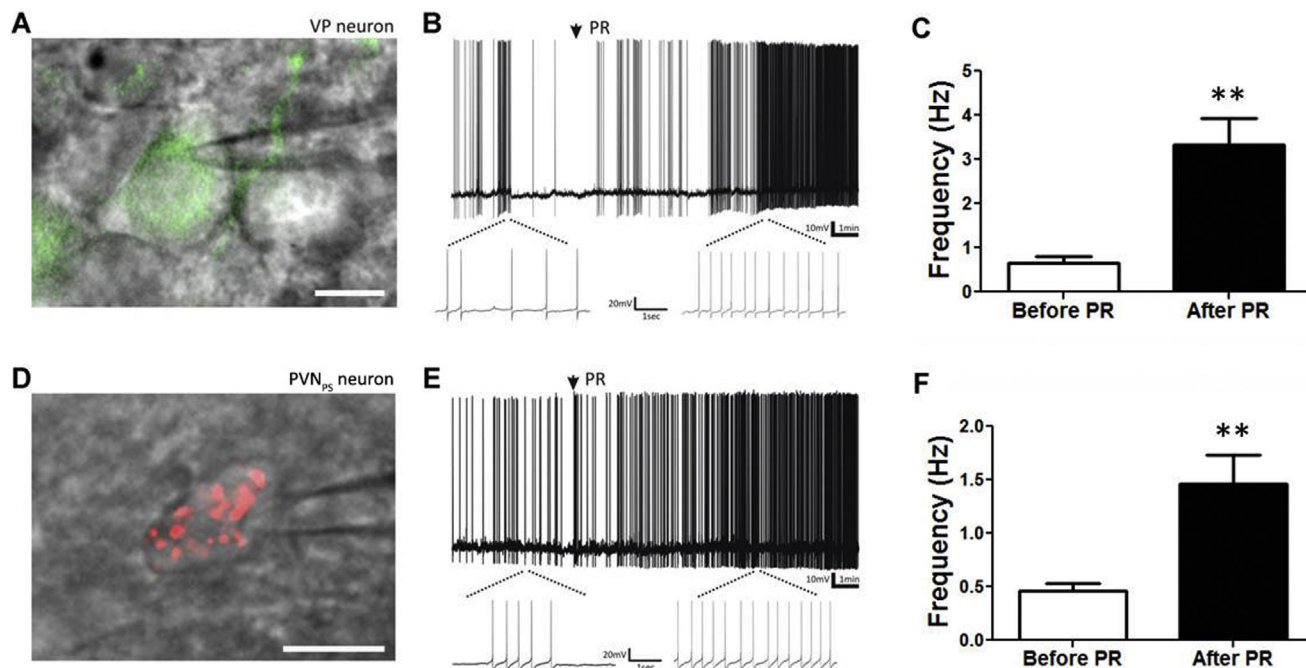 A
VP neuron
B
PR
10mV
1min
20mV
1sec
C
Frequency (Hz)
5
4
3
2
1
0
**
Before PR
After PR
D
PVNPS neuron
E
PR
10mV
1min
20mV
1sec
F
Frequency (Hz)
2.0
1.5
1.0
0.5
0.0
**
Before PR
After PR